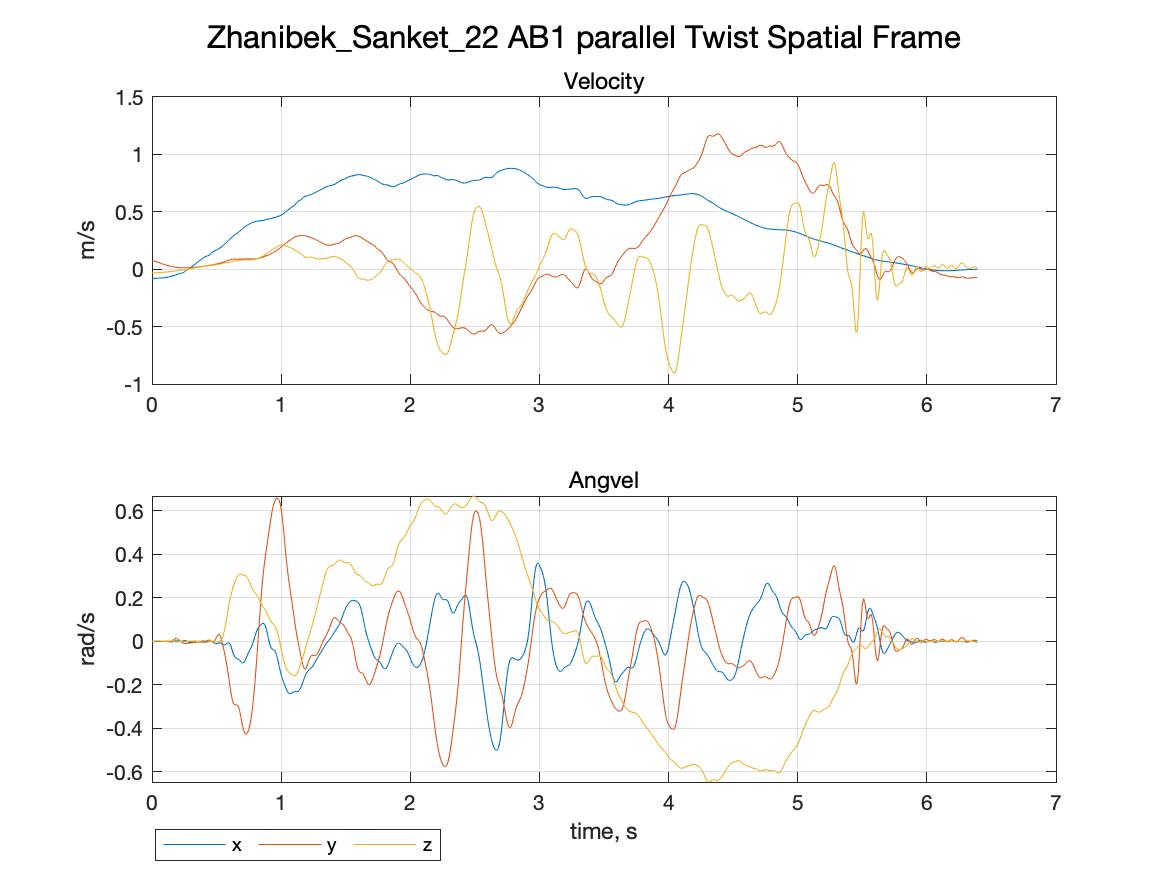 Zhanibek_Sanket_22 AB1 parallel Twist Spatial Frame
Velocity
1.5
1
0.5
0
-0.5
-1
m/s
0 1 2 3 4 5 6 7
Angvel
0.6
0.4
0.2
0
-0.2
-0.4
-0.6
rad/s
0 1 2 3 4 5 6 7
time, s
x y z